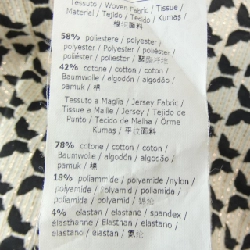 Tessuto / Woven Fabric / Tissue
Material / Tejido / Tecido /
Kumaş /
58% poliestere / polyester /
polyester / Polyester / poliéster /
poliéster / polyester /
42% cotone / cotton / coton /
Baumwolle / algodón / algodão /
pamuk / 棉
Tessuto a Maglia / Jersey Fabric /
Tissue a Maille / Jersey / Tejido de
Punto / Tecido de Malha / Örme
Kumaş / 平针面料
78% cotone / cotton / coton /
Baumwolle / algodón / algodão /
pamuk / 棉
18% poliammide / polyamide /nylon /
polyamide / polyamid / poliamida /
poliamida / polyamid /
4% elastan / elastane / spandex
/ elasthanne / elasthan / elastano
/ elastano / elastan /